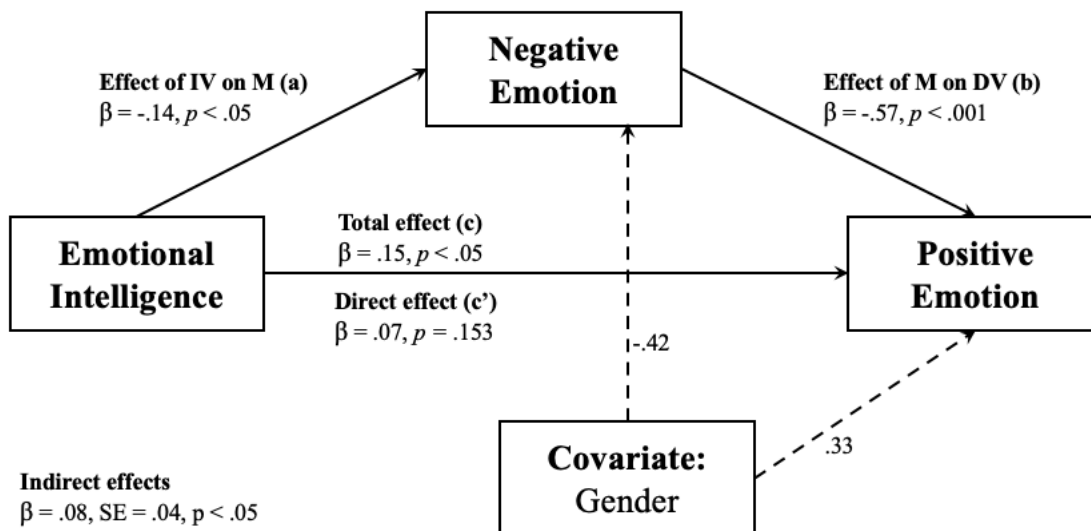 Negative
Emotion
Effect of IV on M (a)
β = -.14, p < .05
Effect of M on DV (b)
β = -.57, p < .001
Emotional
Intelligence
Total effect (c)
β = .15, p < .05
Direct effect (c’)
β = .07, p = .153
Positive
Emotion
-.42
.33
Covariate:
Gender
Indirect effects
β = .08, SE = .04, p < .05